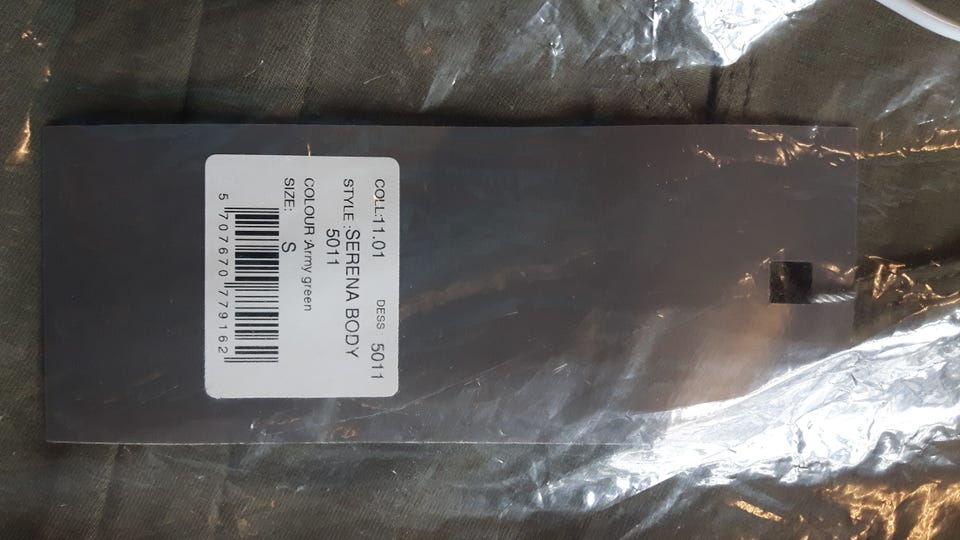 COLL:11.01 DESS: 5011
STYLE :SERENA BODY
5011
COLOUR :Army green
SIZE: S
5 707670 779162